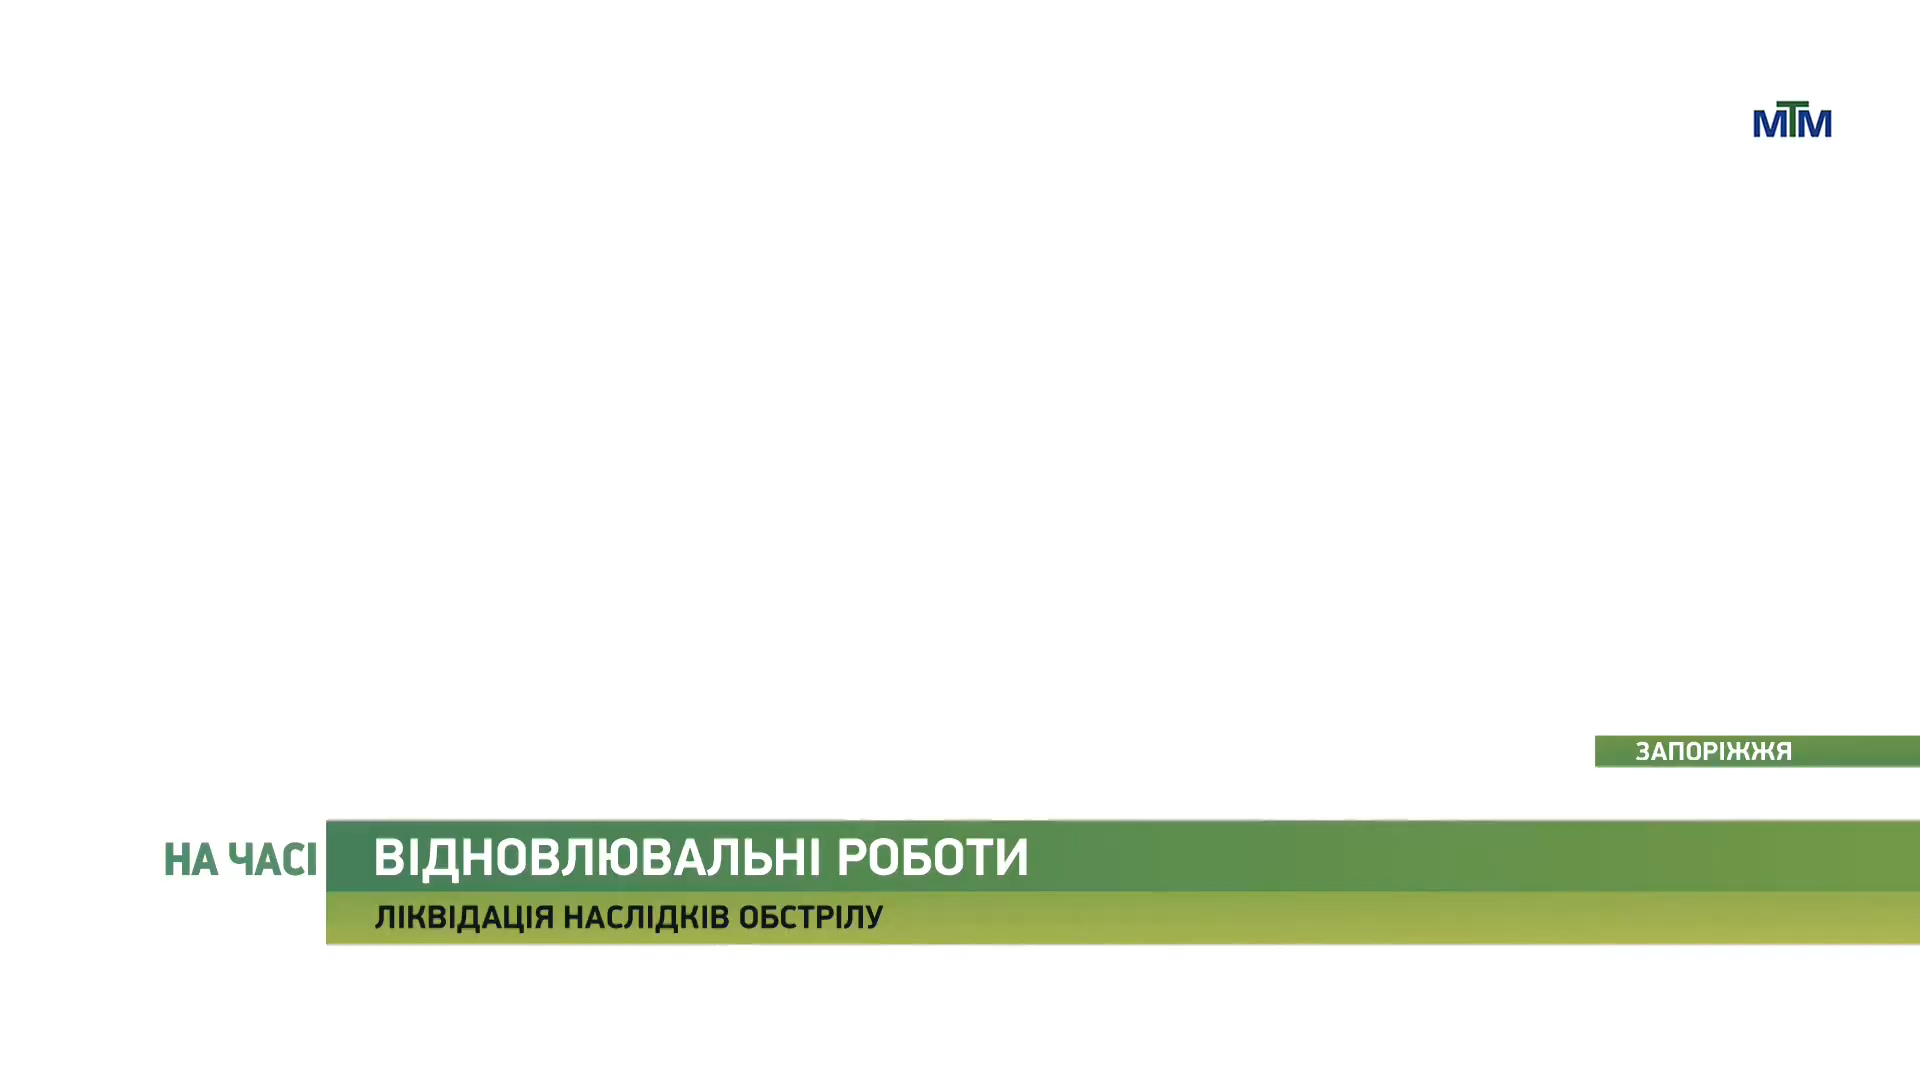 МТМ
ЗАПОРІЖЖЯ
НА ЧАСІ
ВІДНОВЛЮВАЛЬНІ РОБОТИ
ЛІКВІДАЦІЯ НАСЛІДКІВ ОБСТРІЛУ